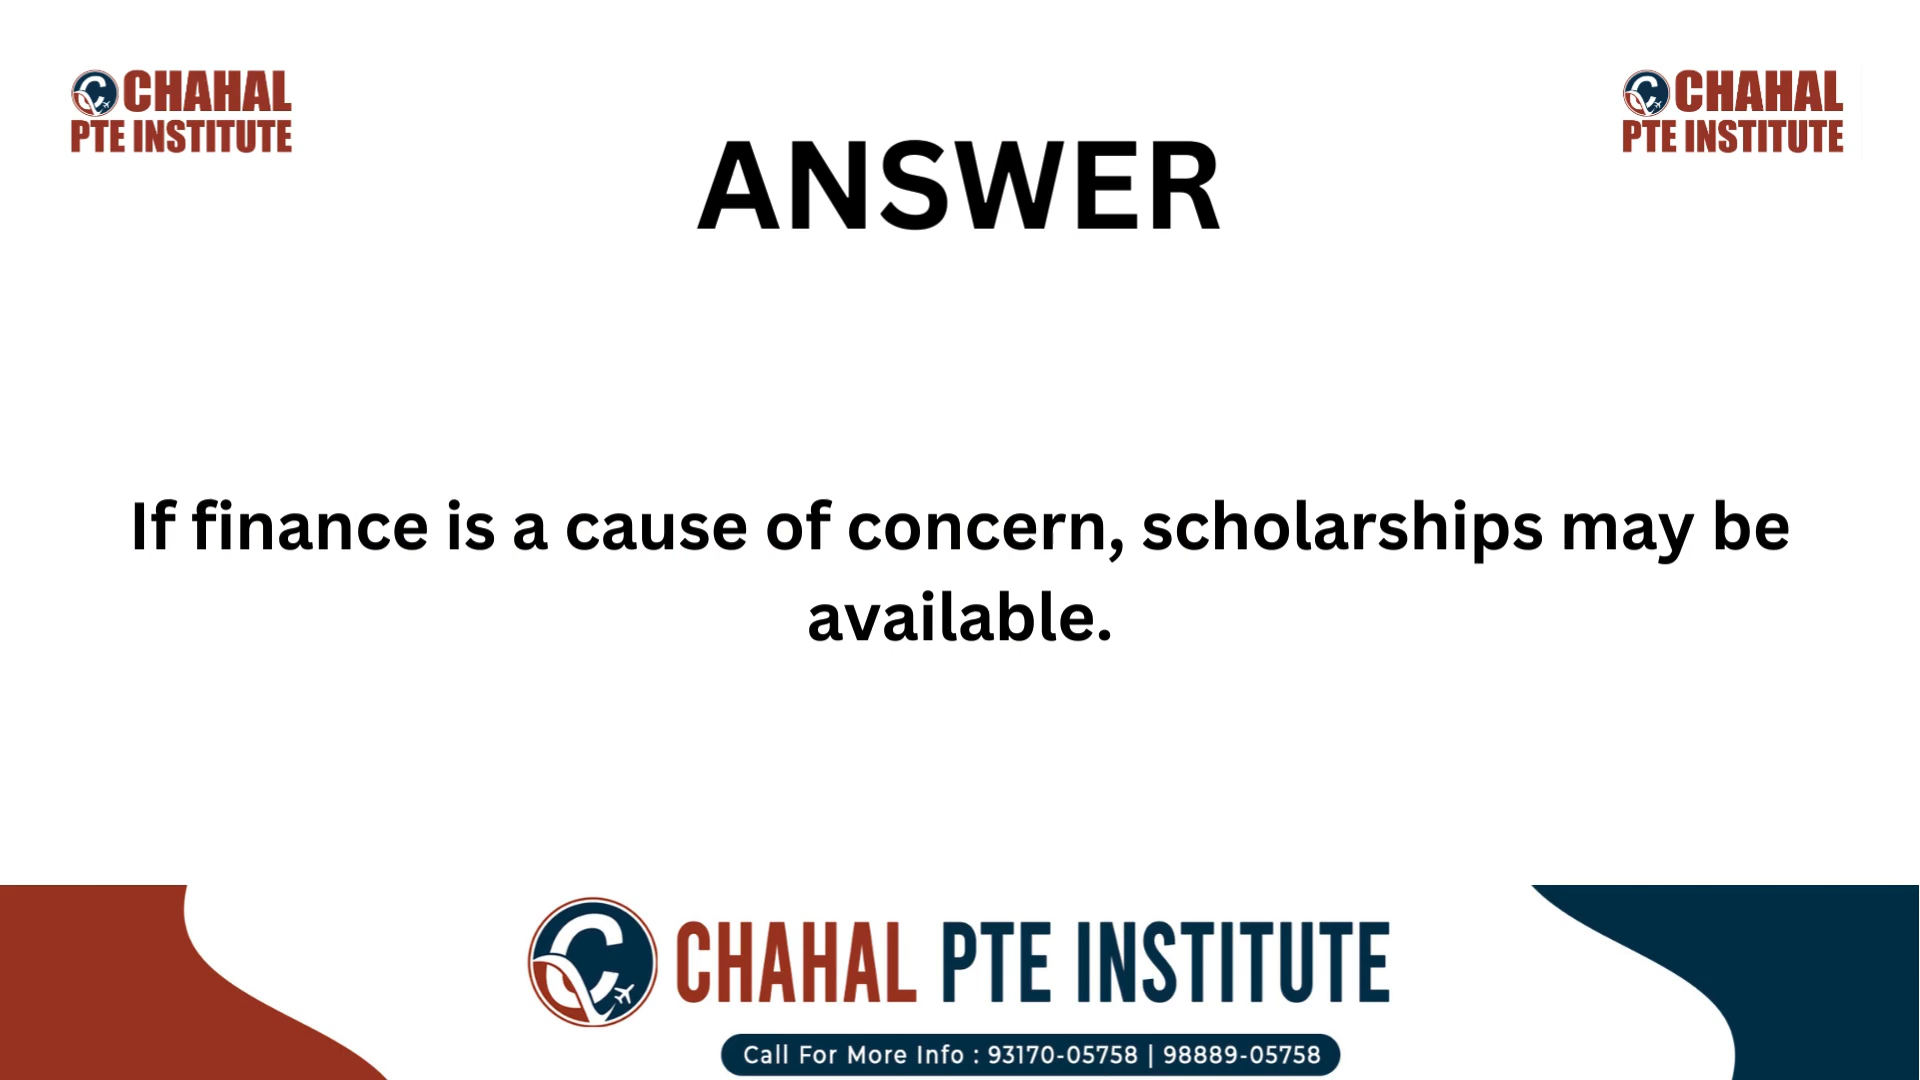 CHAHAL
PTE INSTITUTE
CHAHAL
PTE INSTITUTE
ANSWER
If finance is a cause of concern, scholarships may be
available.
CHAHAL PTE INSTITUTE
Call For More Info : 93170-05758 | 98889-05758